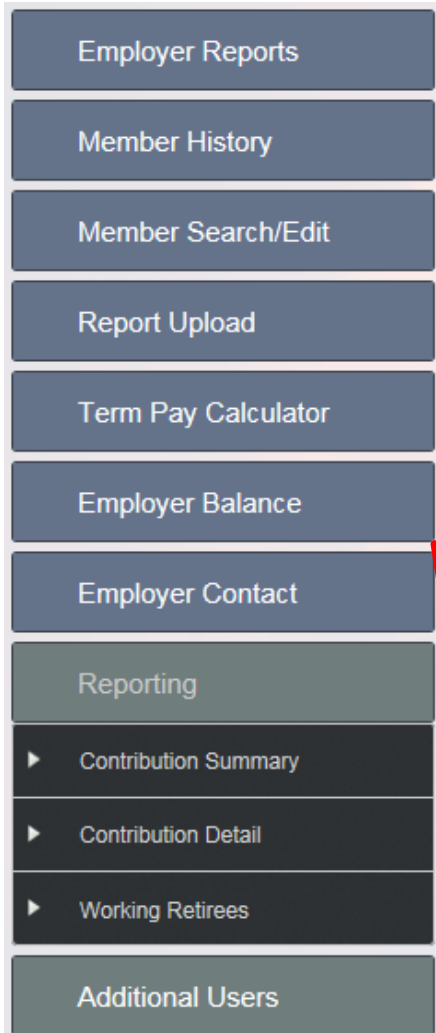 Employer Reports
Member History
Member Search/Edit
Report Upload
Term Pay Calculator
Employer Balance
Employer Contact
Reporting
Contribution Summary
Contribution Detail
Working Retirees
Additional Users